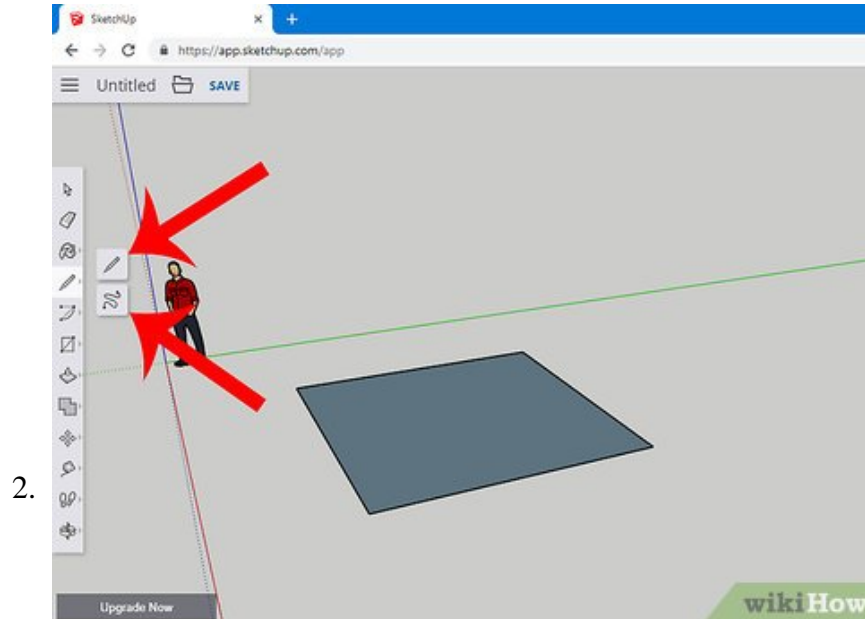 SketchUp
https://app.sketchup.com/app
Untitled SAVE
2.
Upgrade Now
wikiHow